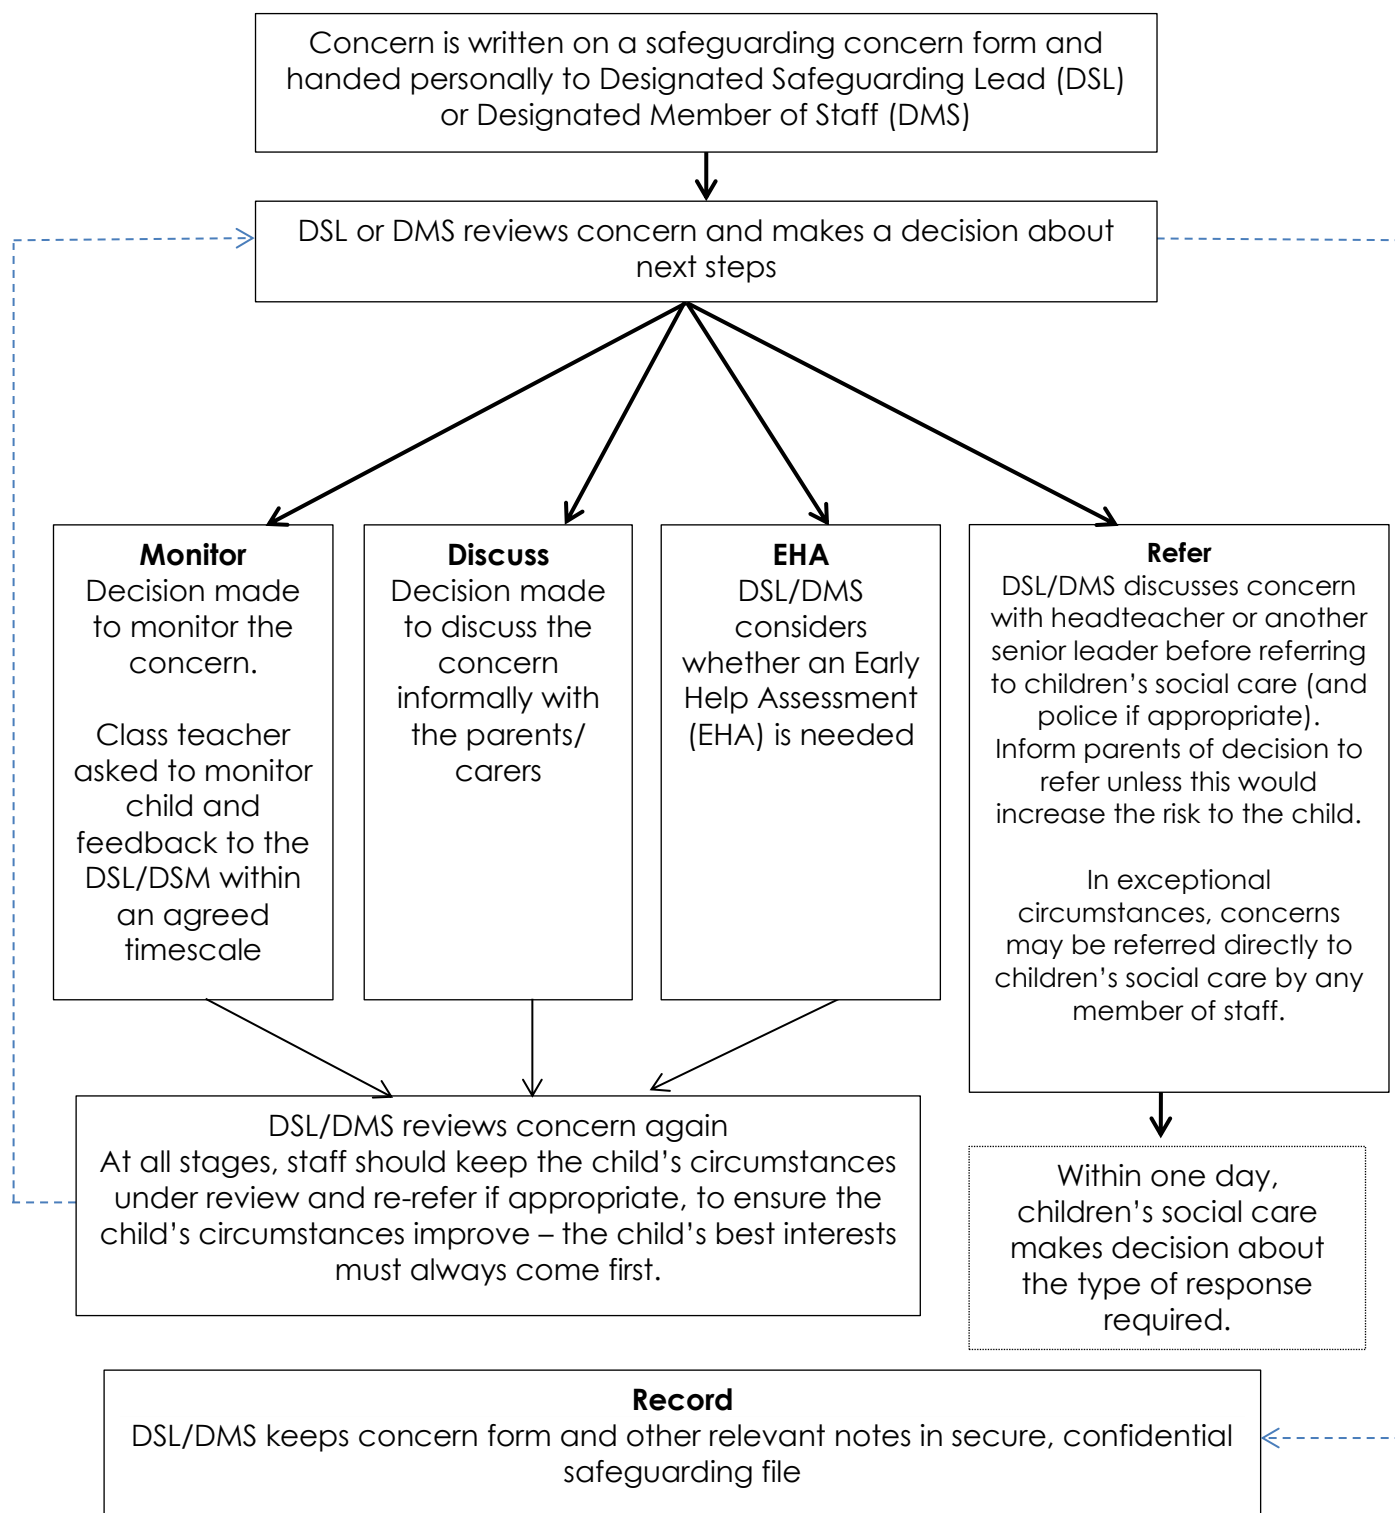 Concern is written on a safeguarding concern form and
handed personally to Designated Safeguarding Lead (DSL)
or Designated Member of Staff (DMS)
DSL or DMS reviews concern and makes a decision about
next steps
Monitor
Decision made
to monitor the
concern.
Class teacher
asked to monitor
child and
feedback to the
DSL/DSM within
an agreed
timescale
Discuss
Decision made
to discuss the
concern
informally with
the parents/
carers
EHA
DSL/DMS
considers
whether an Early
Help Assessment
(EHA) is needed
Refer
DSL/DMS discusses concern
with headteacher or another
senior leader before referring
to children’s social care (and
police if appropriate).
Inform parents of decision to
refer unless this would
increase the risk to the child.
In exceptional
circumstances, concerns
may be referred directly to
children’s social care by any
member of staff.
DSL/DMS reviews concern again
At all stages, staff should keep the child’s circumstances
under review and re-refer if appropriate, to ensure the
child’s circumstances improve – the child’s best interests
must always come first.
Within one day,
children’s social care
makes decision about
the type of response
required.
Record
DSL/DMS keeps concern form and other relevant notes in secure, confidential
safeguarding file